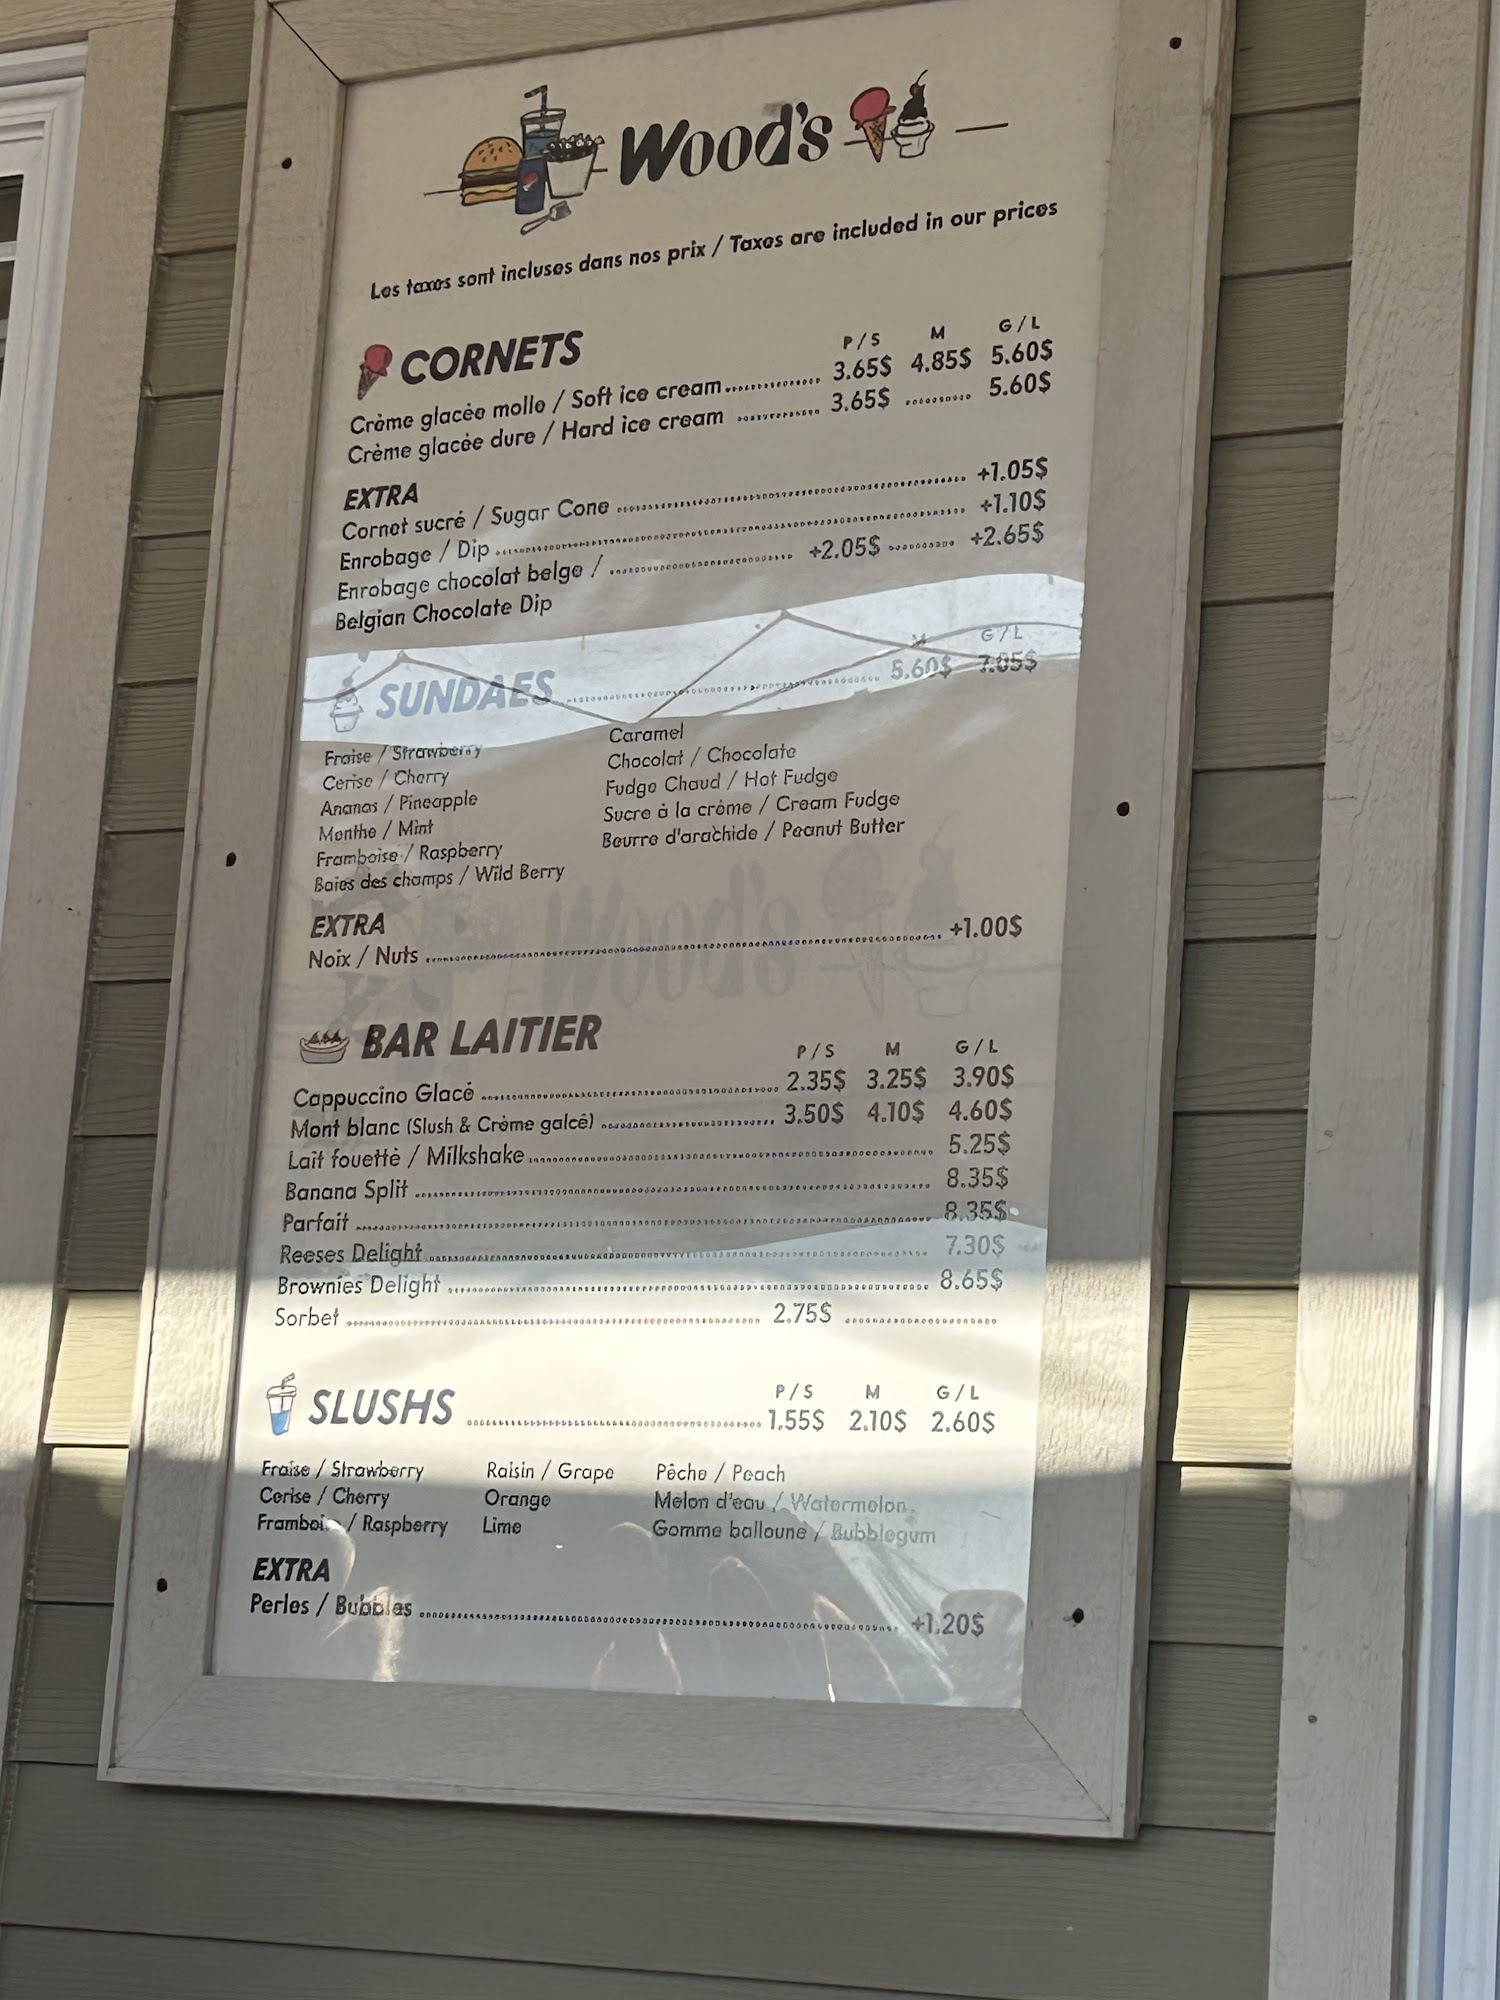 Wood's
Les taxes sont incluses dans nos prix / Taxes are included in our prices
CORNETS P/S M G/L
Crème glacée molle / Soft ice cream 3.65$ 4.85$ 5.60$
Crème glacée dure / Hard ice cream 3.65$ 5.60$
EXTRA
Cornet sucré / Sugar Cone +1.05$
Enrobage / Dip +1.10$
Enrobage chocolat belge / +2.05$ +2.65$
Belgian Chocolate Dip
M G/L
SUNDAES 5.60$ 7.05$
Fraise / Strawberry
Cerise / Cherry
Ananas / Pineapple
Menthe / Mint
Framboise / Raspberry
Baies des champs / Wild Berry
Caramel
Chocolat / Chocolate
Fudge Chaud / Hot Fudge
Sucre à la crème / Cream Fudge
Beurre d'arachide / Peanut Butter
EXTRA
Noix / Nuts +1.00$
BAR LAITIER P/S M G/L
Cappuccino Glacé 2.35$ 3.25$ 3.90$
Mont blanc (Slush & Crème galcé) 3.50$ 4.10$ 4.60$
Lait fouetté / Milkshake 5.25$
Banana Split 8.35$
Parfait 8.35$
Reeses Delight 7.30$
Brownies Delight 8.65$
Sorbet 2.75$
P/S M G/L
SLUSHS 1.55$ 2.10$ 2.60$
Fraise / Strawberry
Cerise / Cherry
Framboise / Raspberry
Raisin / Grape
Orange
Lime
Pêche / Peach
Melon d'eau / Watermelon
Gomme balloune / Bubblegum
EXTRA
Perles / Bubbles +1.20$